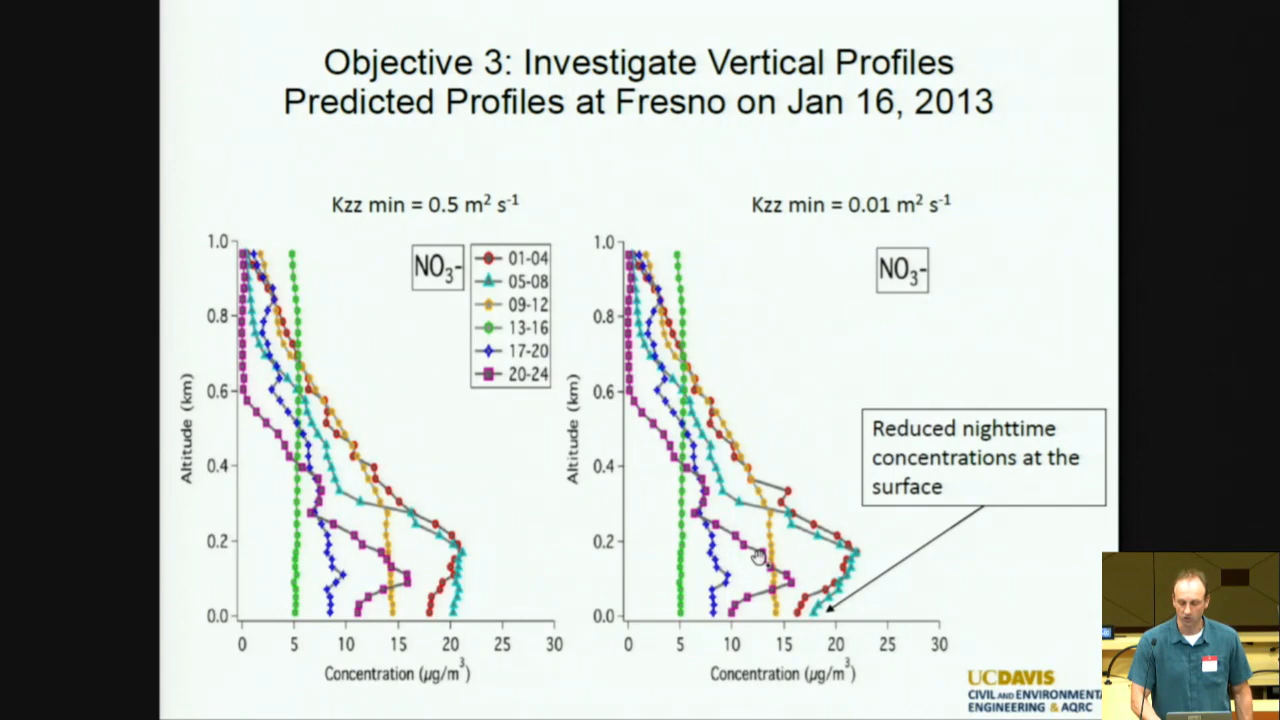 Objective 3: Investigate Vertical Profiles
Predicted Profiles at Fresno on Jan 16, 2013
Kzz min = 0.5 m² s⁻¹
Kzz min = 0.01 m² s⁻¹
1.0
0.8
0.6
0.4
0.2
0.0
Altitude (km)
NO₃-
01-04
05-08
09-12
13-16
17-20
20-24
0
5
10
15
20
25
30
Concentration (µg/m³)
1.0
0.8
0.6
0.4
0.2
0.0
Altitude (km)
NO₃-
Reduced nighttime
concentrations at the
surface
0
5
10
15
20
25
30
Concentration (µg/m³)
UCDAVIS
CIVIL AND ENVIRONMENTA
ENGINEERING & AQRC